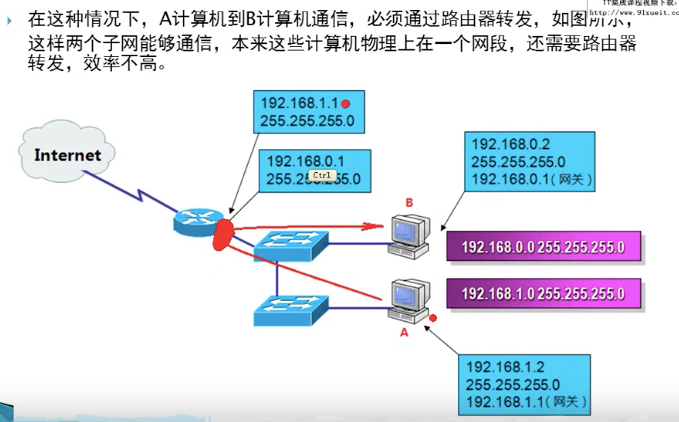 IT集成课程视频下载:
http://www.91xueit.cc
在这种情况下，A计算机到B计算机通信，必须通过路由器转发，如图所示，
这样两个子网能够通信，本来这些计算机物理上在一个网段，还需要路由器
转发，效率不高。
192.168.1.1
255.255.255.0
192.168.0.1
255.255.255.0
Ctrl
Internet
192.168.0.2
255.255.255.0
192.168.0.1(网关)
B
192.168.0.0 255.255.255.0
192.168.1.0 255.255.255.0
A
192.168.1.2
255.255.255.0
192.168.1.1(网关)